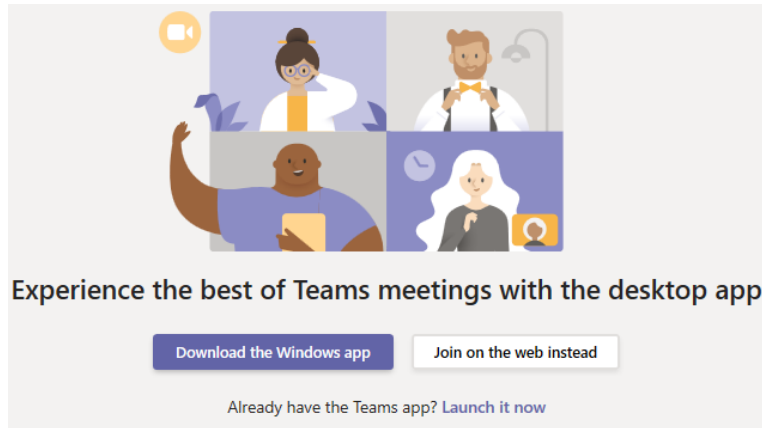 Experience the best of Teams meetings with the desktop app
Download the Windows app
Join on the web instead
Already have the Teams app? Launch it now